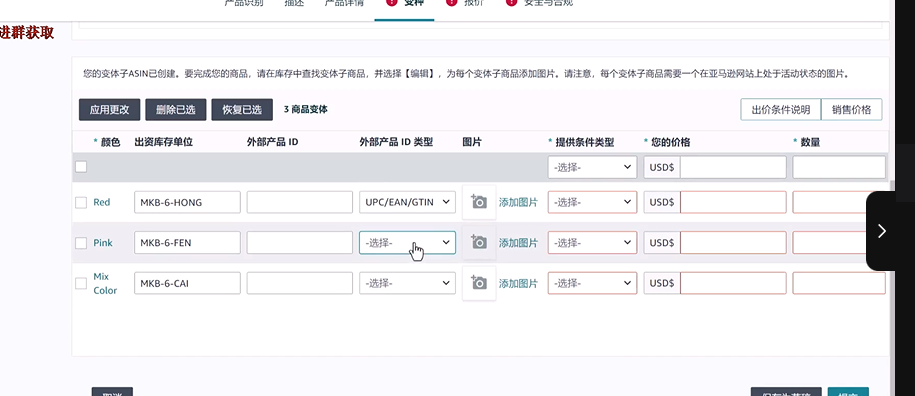 产品识别 描述 产品详情 变种 报价 安全与合规
进群获取
您的变体子ASIN已创建。要完成您的商品，请在库存中查找变体子商品，并选择【编辑】，为每个变体子商品添加图片。请注意，每个变体子商品需要一个在亚马逊网站上处于活动状态的图片。
应用更改 删除已选 恢复已选 3 商品变体 出价条件说明 销售价格
* 颜色 出资库存单位 外部产品 ID 外部产品 ID 类型 图片 * 提供条件类型 * 您的价格 * 数量
-选择- USD$
Red MKB-6-HONG UPC/EAN/GTIN 添加图片 -选择- USD$
Pink MKB-6-FEN -选择- 添加图片 -选择- USD$
Mix Color MKB-6-CAI -选择- 添加图片 -选择- USD$
取消 保存为草稿 提交